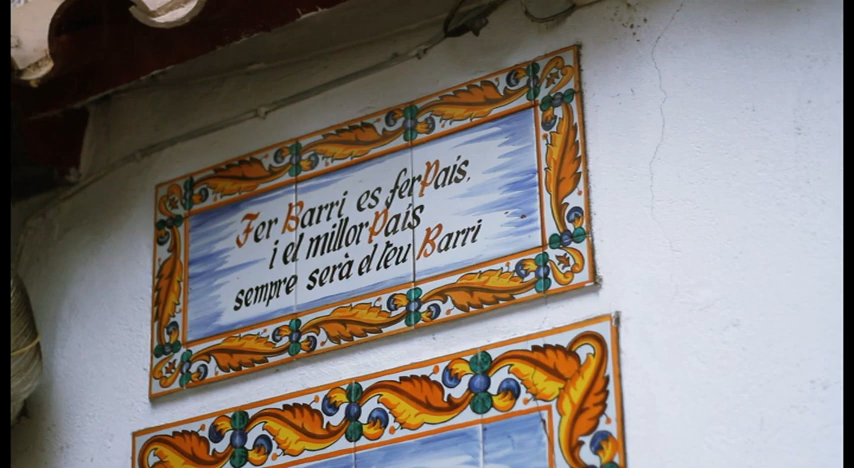 Fer Barri es fer País,
i el millor País
sempre serà el teu Barri